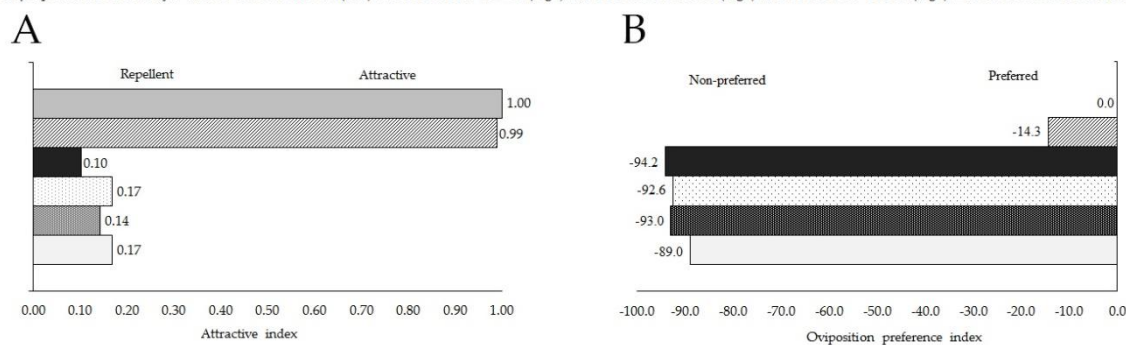 A
B
Repellent Attractive
Non-preferred Preferred
1.00
0.99
0.10
0.17
0.14
0.17
0.0
-14.3
-94.2
-92.6
-93.0
-89.0
0.00 0.10 0.20 0.30 0.40 0.50 0.60 0.70 0.80 0.90 1.00
Attractive index
-100.0 -90.0 -80.0 -70.0 -60.0 -50.0 -40.0 -30.0 -20.0 -10.0 0.0
Oviposition preference index